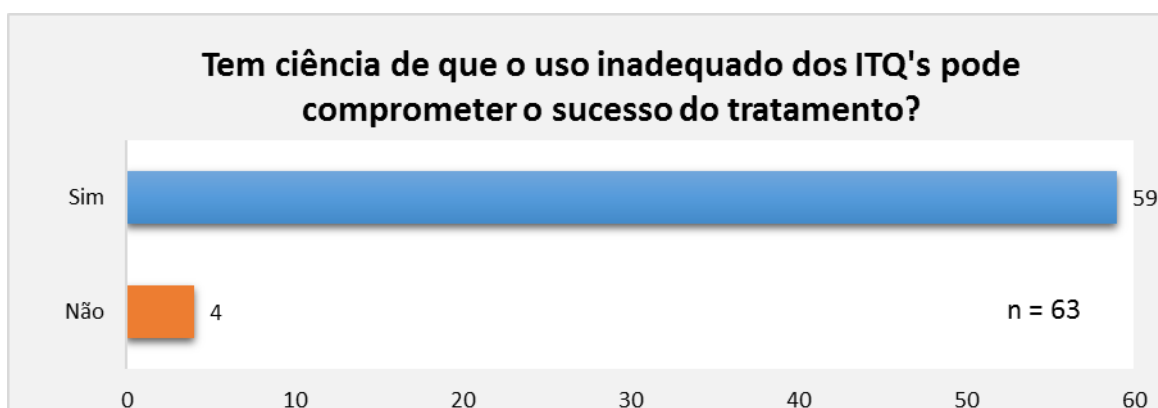 Tem ciência de que o uso inadequado dos ITQ's pode
comprometer o sucesso do tratamento?
Sim
59
Não
4
n = 63
0 10 20 30 40 50 60